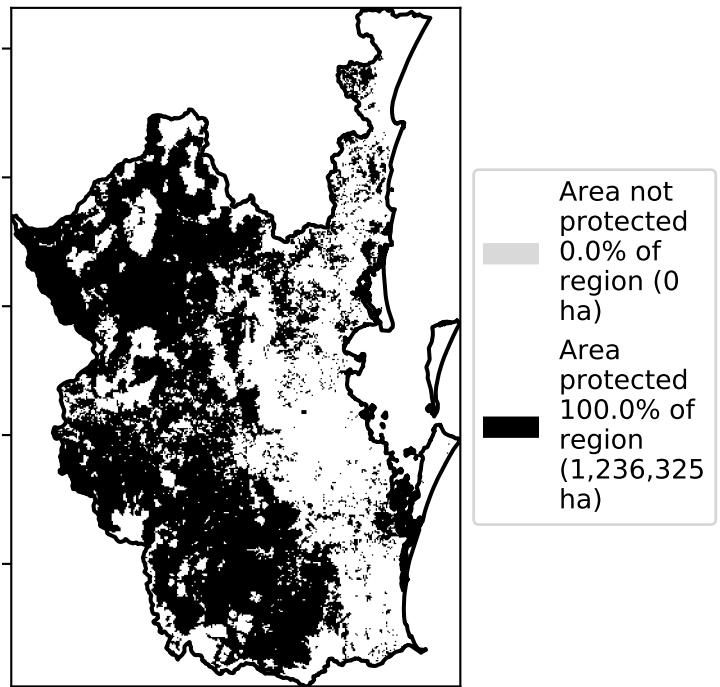 Area not
protected
0.0% of
region (0
ha)
Area
protected
100.0% of
region
(1,236,325
ha)